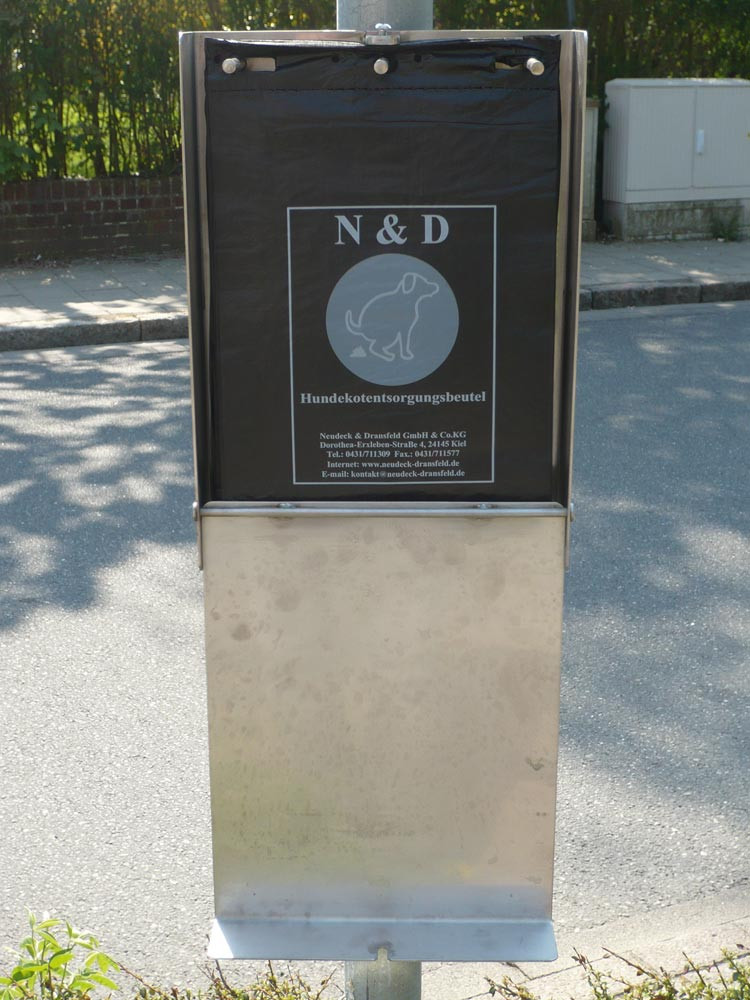 N & D
Hundekotentsorgungsbeutel
Neudeck & Dransfeld GmbH & Co.KG
Dorothea-Erxleben-Straße 4, 24145 Kiel
Tel.: 0431/711309 Fax.: 0431/711577
Internet: www.neudeck-dransfeld.de
E-mail: kontakt@neudeck-dransfeld.de